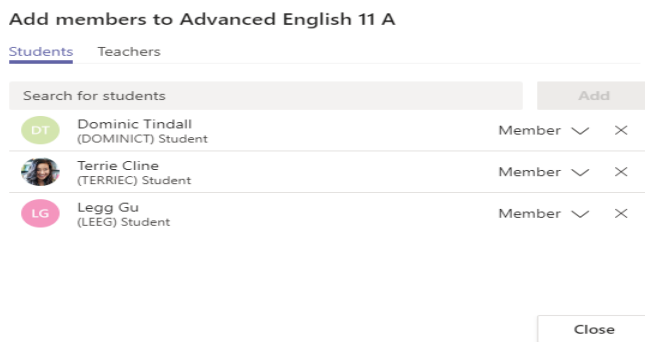 Add members to Advanced English 11 A
Students Teachers
Search for students Add
DT Dominic Tindall Member
(DOMINICT) Student
Terrie Cline Member
(TERRIEC) Student
LG Legg Gu Member
(LEEG) Student
Close